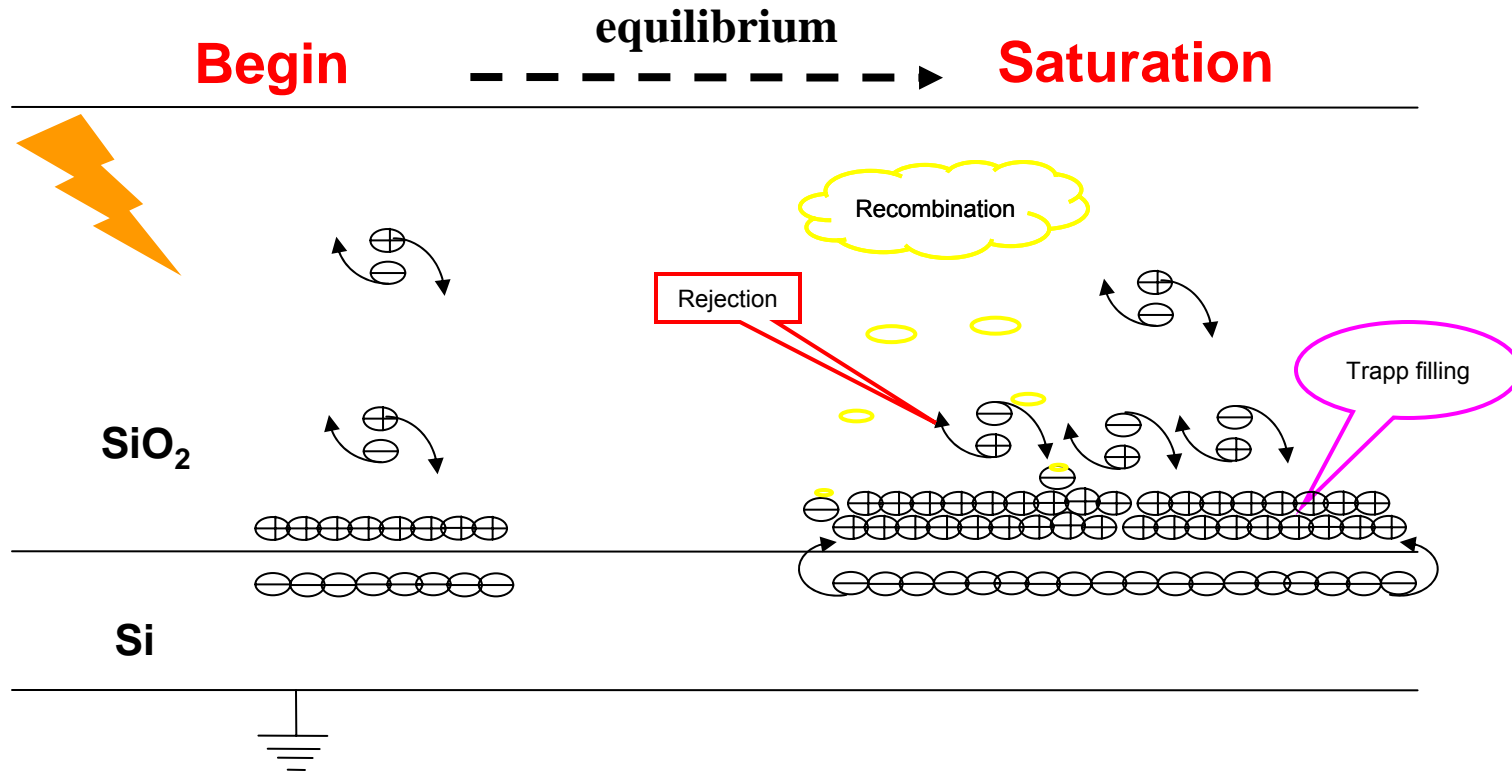 equilibrium
Begin
Saturation
Recombination
Rejection
Trapp filling
SiO₂
Si